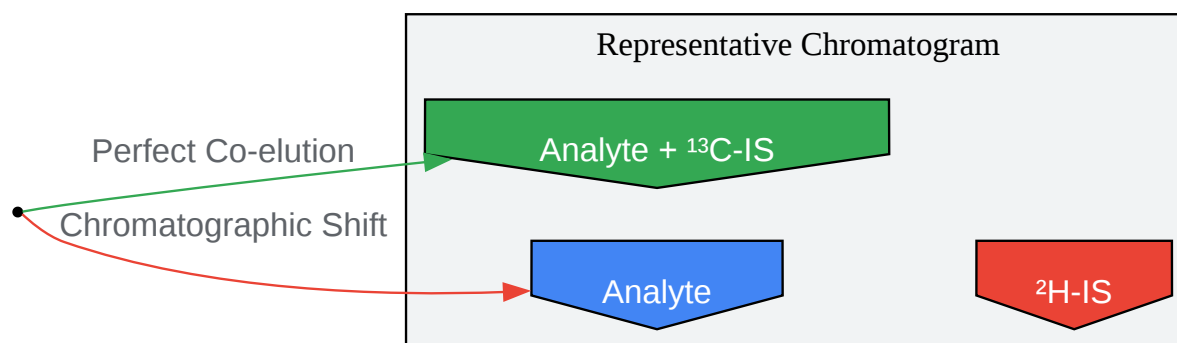 Representative Chromatogram
Perfect Co-elution
Analyte + ¹³C-IS
Chromatographic Shift
Analyte
²H-IS